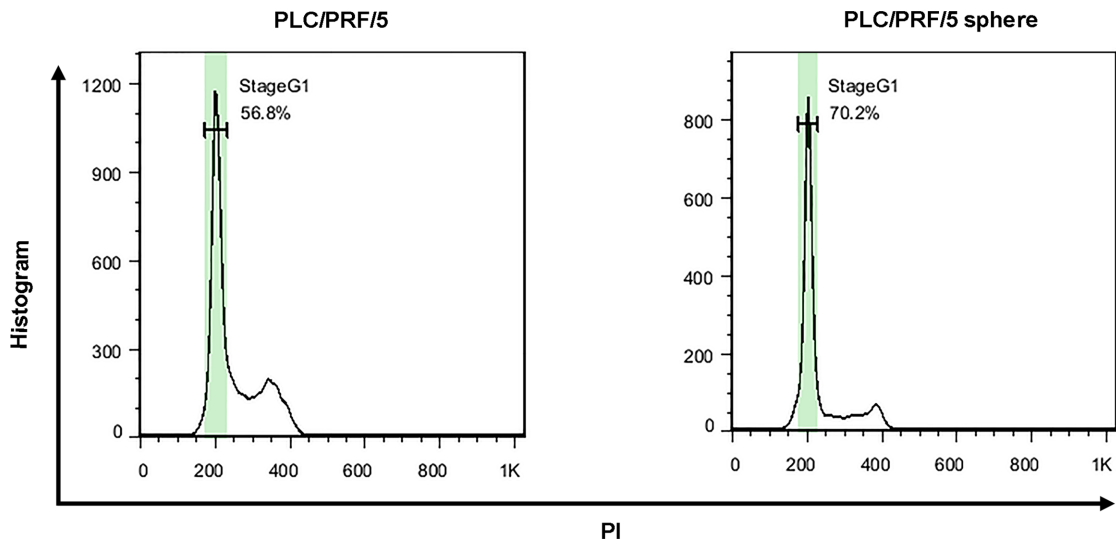 PLC/PRF/5
PLC/PRF/5 sphere
Histogram
1200
900
600
300
0
StageG1
56.8%
0 200 400 600 800 1K
800
600
400
200
0
StageG1
70.2%
0 200 400 600 800 1K
PI